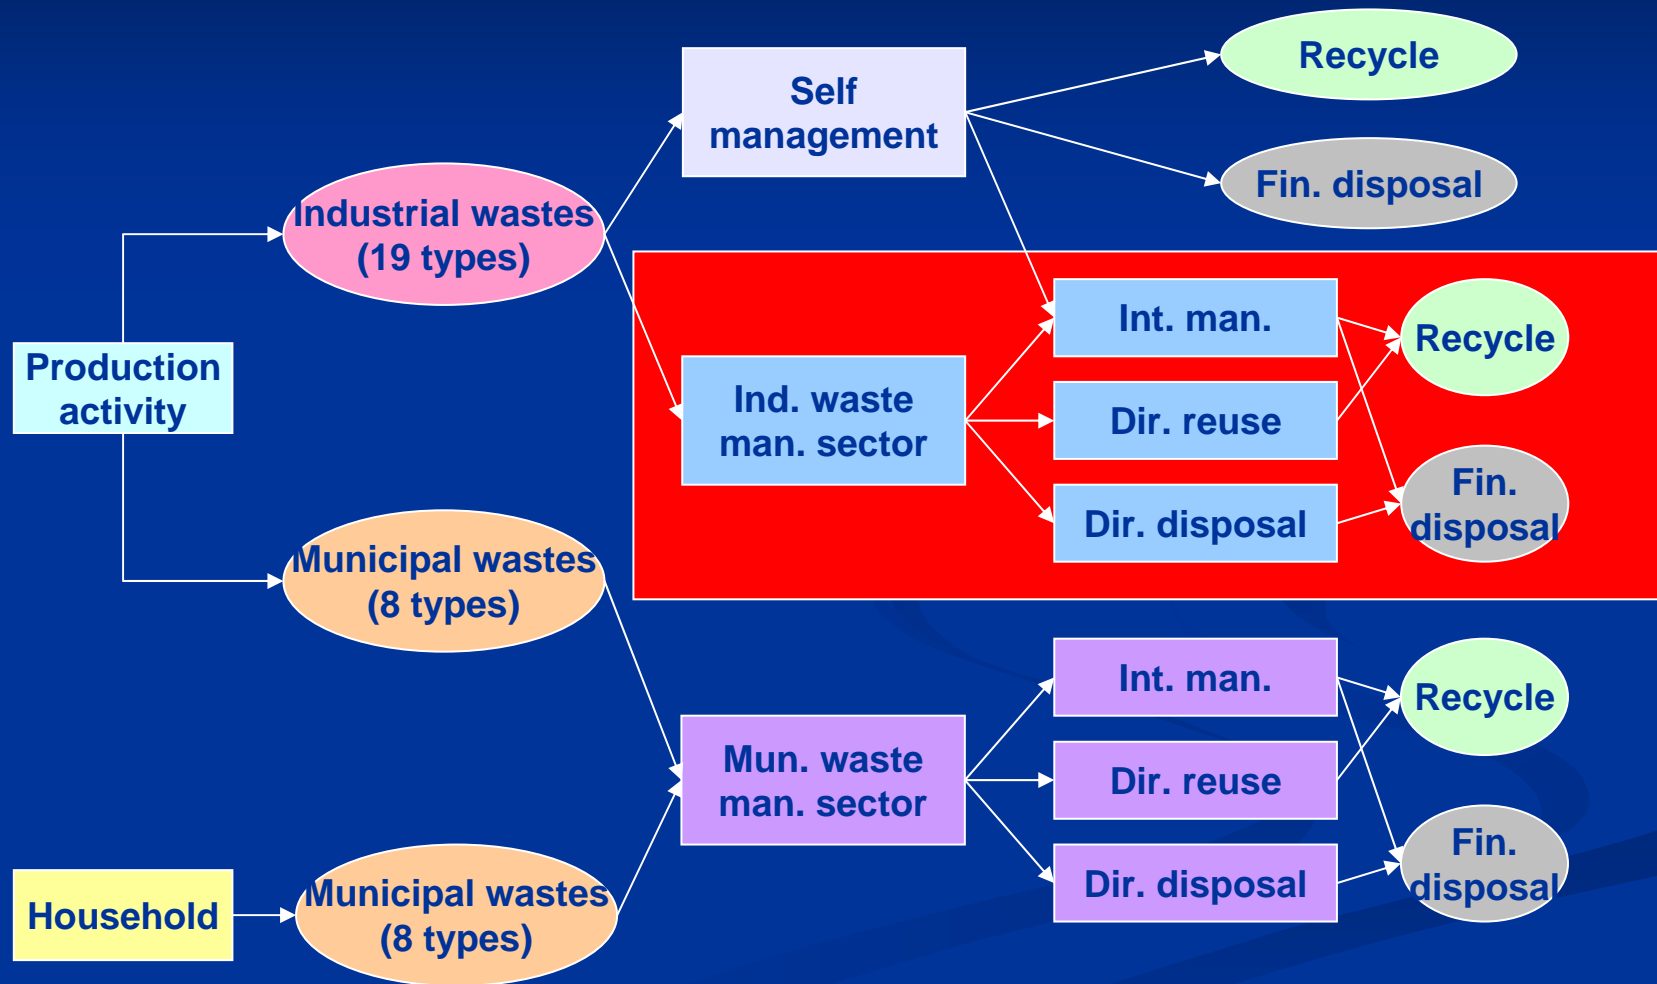 Recycle
Self
management
Fin. disposal
Industrial wastes
(19 types)
Int. man.
Recycle
Production
activity
Ind. waste
man. sector
Dir. reuse
Fin.
disposal
Dir. disposal
Municipal wastes
(8 types)
Int. man.
Recycle
Mun. waste
man. sector
Dir. reuse
Fin.
disposal
Dir. disposal
Household
Municipal wastes
(8 types)